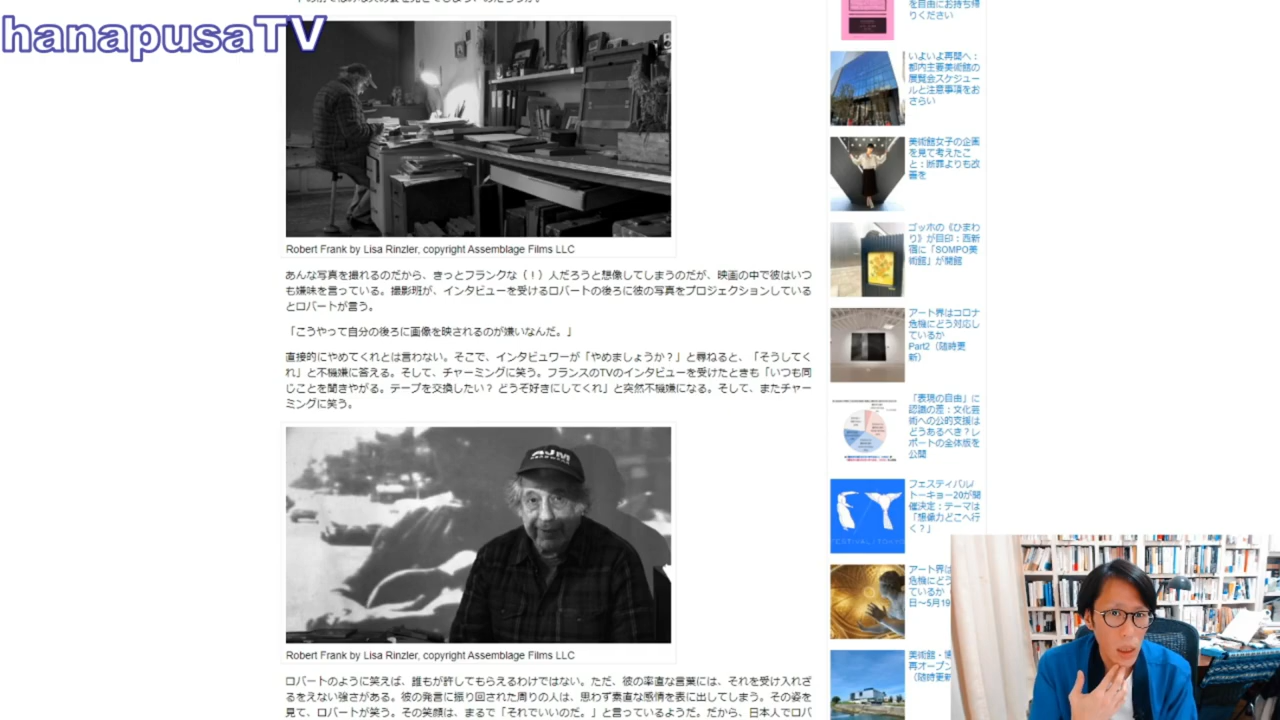 hanapusaTV
Robert Frank by Lisa Rinzler, copyright Assemblage Films LLC
あんな写真を撮れるのだから、きっとフランクな（！）人だろうと想像してしまうのだが、映画の中で彼はいつ
も嫌味を言っている。撮影班が、インタビューを受けるロバートの後ろに彼の写真をプロジェクションしている
とロバートが言う。
「こうやって自分の後ろに画像を映されるのが嫌いなんだ。」
直接的にやめてくれとは言わない。そこで、インタビュワーが「やめましょうか？」と尋ねると、「そうしてく
れ」と不機嫌に答える。そして、チャーミングに笑う。フランスのTVのインタビューを受けたときも「いつも同
じことを聞きやがる。テープを交換したい？ どうぞ好きにしてくれ」と突然不機嫌になる。そして、またチャー
ミングに笑う。
Robert Frank by Lisa Rinzler, copyright Assemblage Films LLC
ロバートのように笑えば、誰もが許してもらえるわけではない。ただ、彼の率直な言葉には、それを受け入れざ
るをえない強さがある。彼の発言に振り回された周りの人は、思わず素直な感情を表に出してしまう。その姿を
見て、ロバートが笑う。その笑顔は、まるで「それでいいのだ。」と言っているようだ。だから、日本人でロバ
を自由にお持ち帰
りください
いよいよ再開へ：
都内主要美術館の
展覧会スケジュー
ルと注意事項をお
さらい
美術館女子の企画
を見て考えたこ
と：断罪よりも改
善を
ゴッホの《ひまわ
り》が目印：西新
宿に「SOMPO美
術館」が開館
アート界はコロナ
危機にどう対応し
ているか
Part2（随時更
新）
「表現の自由」に
認識の差：文化芸
術への公的支援は
どうあるべき？レ
ポートの全体版を
公開
フェスティバル/
トーキョー20が開
催決定：テーマは
「想像力どこへ行
く？」
アート界は
危機にどう
ているか
日〜5月19
美術館・博
再オープン
（随時更新